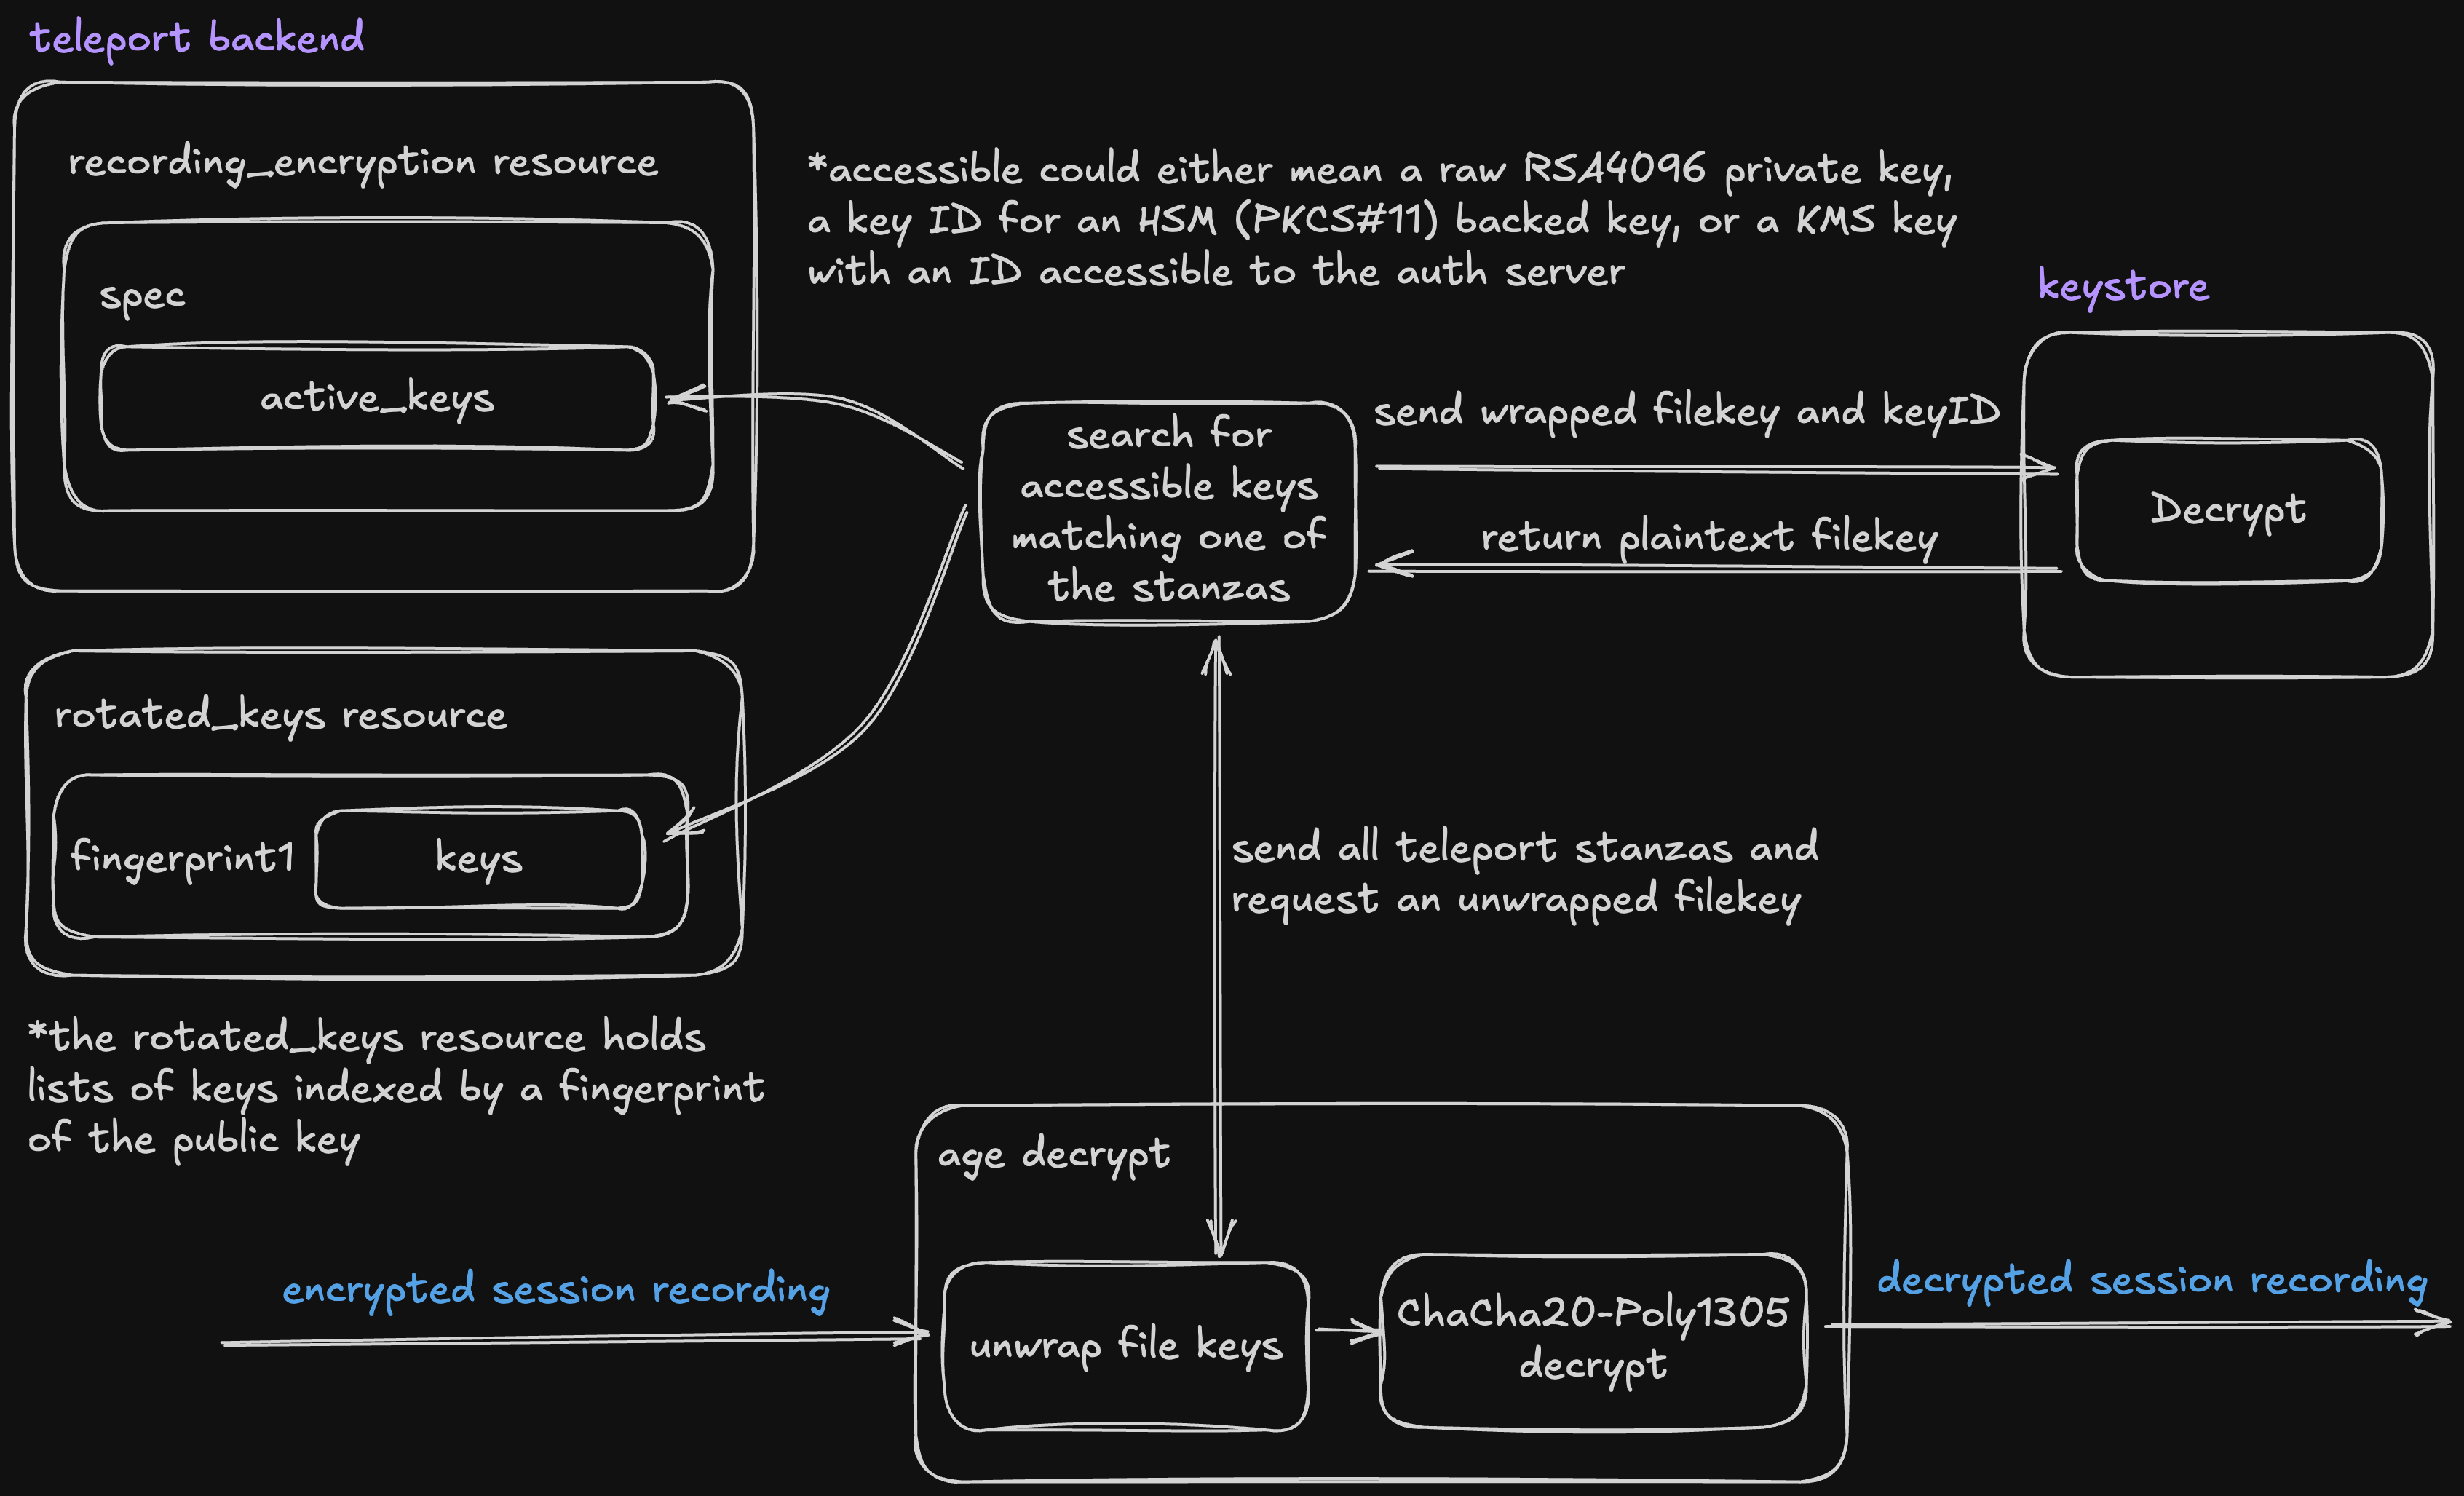 teleport backend
recording_encryption resource
spec
active_keys
*accessible could either mean a raw RSA4096 private key,
a key ID for an HSM (PKCS#11) backed key, or a KMS key
with an ID accessible to the auth server
keystore
search for
accessible keys
matching one of
the stanzas
send wrapped filekey and keyID
return plaintext filekey
Decrypt
rotated_keys resource
fingerprint1
keys
*the rotated_keys resource holds
lists of keys indexed by a fingerprint
of the public key
send all teleport stanzas and
request an unwrapped filekey
age decrypt
encrypted session recording
unwrap file keys
ChaCha20-Poly1305
decrypt
decrypted session recording